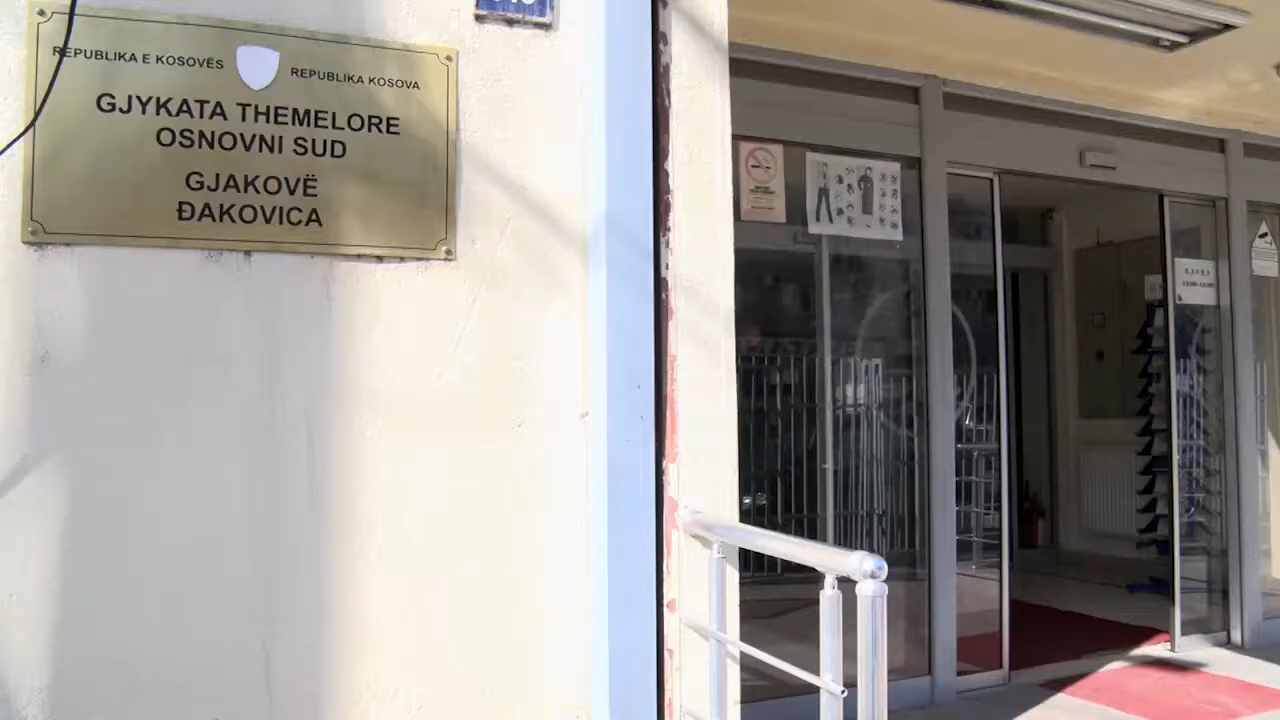 REPUBLIKA E KOSOVËS
REPUBLIKA KOSOVA
GJYKATA THEMELORE
OSNOVNI SUD
GJAKOVË
ĐAKOVICA